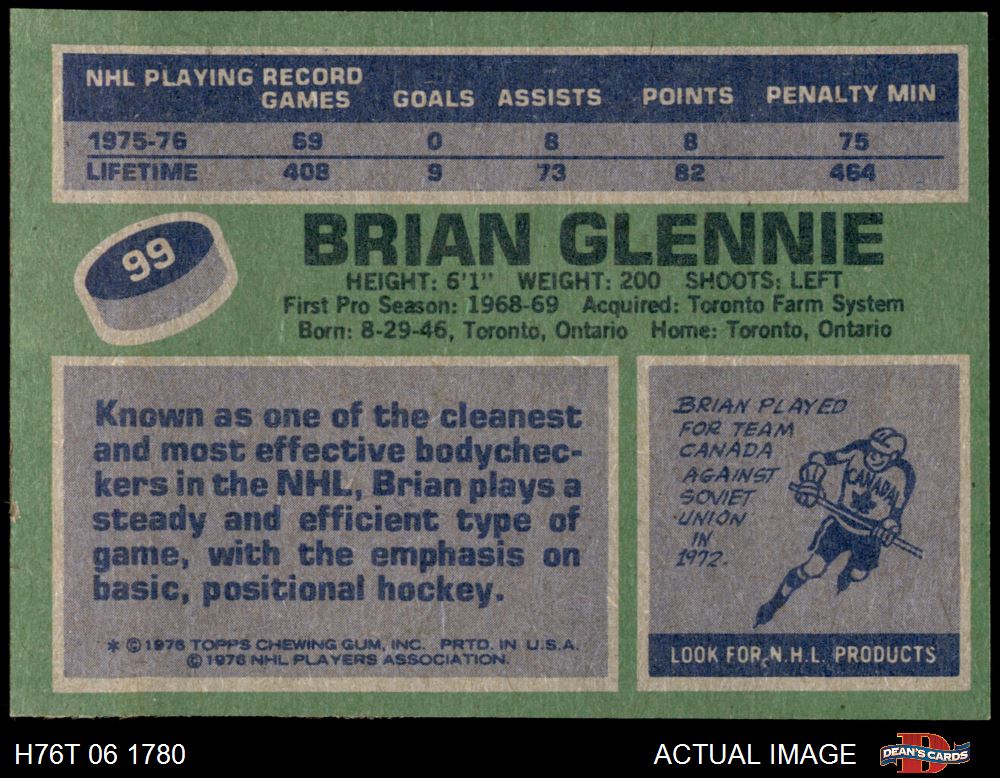 NHL PLAYING RECORD
GAMES GOALS ASSISTS POINTS PENALTY MIN
1975-76 69 0 8 8 75
LIFETIME 408 9 73 82 464
99
BRIAN GLENNIE
HEIGHT: 6'1" WEIGHT: 200 SHOOTS: LEFT
First Pro Season: 1968-69 Acquired: Toronto Farm System
Born: 8-29-46, Toronto, Ontario Home: Toronto, Ontario
Known as one of the cleanest
and most effective bodychec-
kers in the NHL, Brian plays a
steady and efficient type of
game, with the emphasis on
basic, positional hockey.
* © 1976 TOPPS CHEWING GUM, INC. PRTD. IN U.S.A.
© 1976 NHL PLAYERS ASSOCIATION.
BRIAN PLAYED
FOR TEAM
CANADA
AGAINST
SOVIET
UNION
IN
1972.
CANADA
LOOK FOR N.H.L. PRODUCTS
H76T 06 1780
ACTUAL IMAGE
D
DEAN'S CARDS